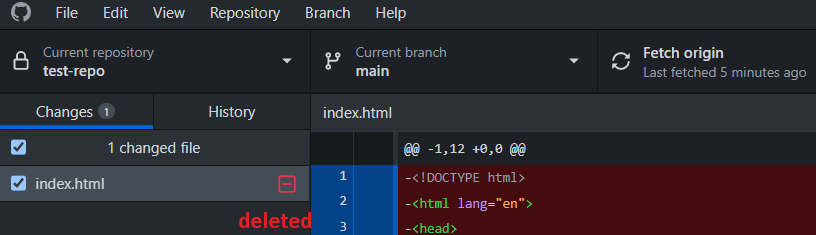 File Edit View Repository Branch Help
Current repository
test-repo
Current branch
main
Fetch origin
Last fetched 5 minutes ago
Changes 1 History
1 changed file
index.html
deleted
index.html
@@ -1,12 +0,0 @@
1 -<!DOCTYPE html>
2 -<html lang="en">
3 -<head>